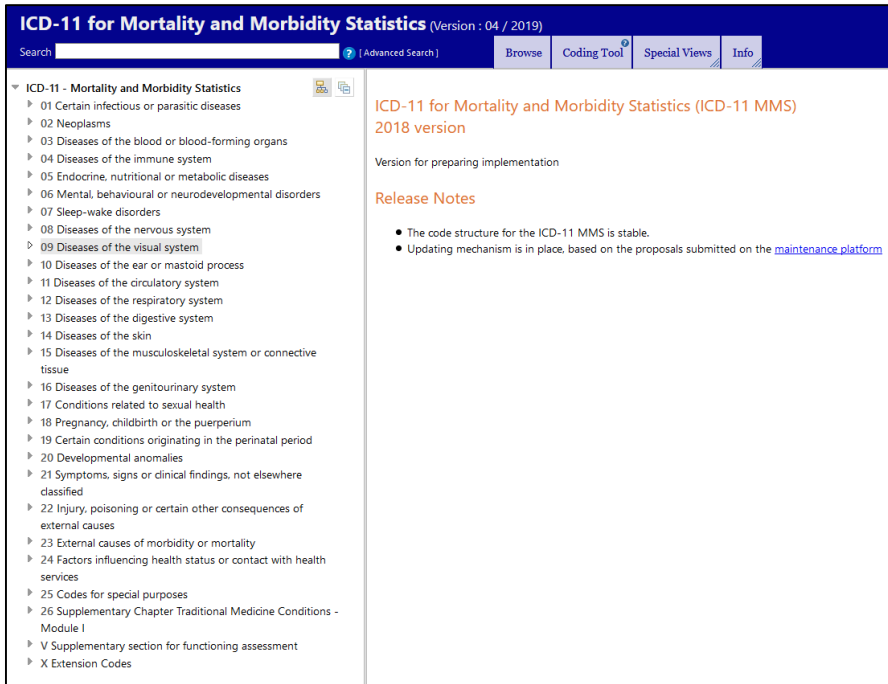 ICD-11 for Mortality and Morbidity Statistics (Version : 04 / 2019)
Search ? [ Advanced Search ] Browse Coding Tool ? Special Views Info
ICD-11 - Mortality and Morbidity Statistics
01 Certain infectious or parasitic diseases
02 Neoplasms
03 Diseases of the blood or blood-forming organs
04 Diseases of the immune system
05 Endocrine, nutritional or metabolic diseases
06 Mental, behavioural or neurodevelopmental disorders
07 Sleep-wake disorders
08 Diseases of the nervous system
09 Diseases of the visual system
10 Diseases of the ear or mastoid process
11 Diseases of the circulatory system
12 Diseases of the respiratory system
13 Diseases of the digestive system
14 Diseases of the skin
15 Diseases of the musculoskeletal system or connective
tissue
16 Diseases of the genitourinary system
17 Conditions related to sexual health
18 Pregnancy, childbirth or the puerperium
19 Certain conditions originating in the perinatal period
20 Developmental anomalies
21 Symptoms, signs or clinical findings, not elsewhere
classified
22 Injury, poisoning or certain other consequences of
external causes
23 External causes of morbidity or mortality
24 Factors influencing health status or contact with health
services
25 Codes for special purposes
26 Supplementary Chapter Traditional Medicine Conditions -
Module I
V Supplementary section for functioning assessment
X Extension Codes
ICD-11 for Mortality and Morbidity Statistics (ICD-11 MMS)
2018 version
Version for preparing implementation
Release Notes
● The code structure for the ICD-11 MMS is stable.
● Updating mechanism is in place, based on the proposals submitted on the maintenance platform